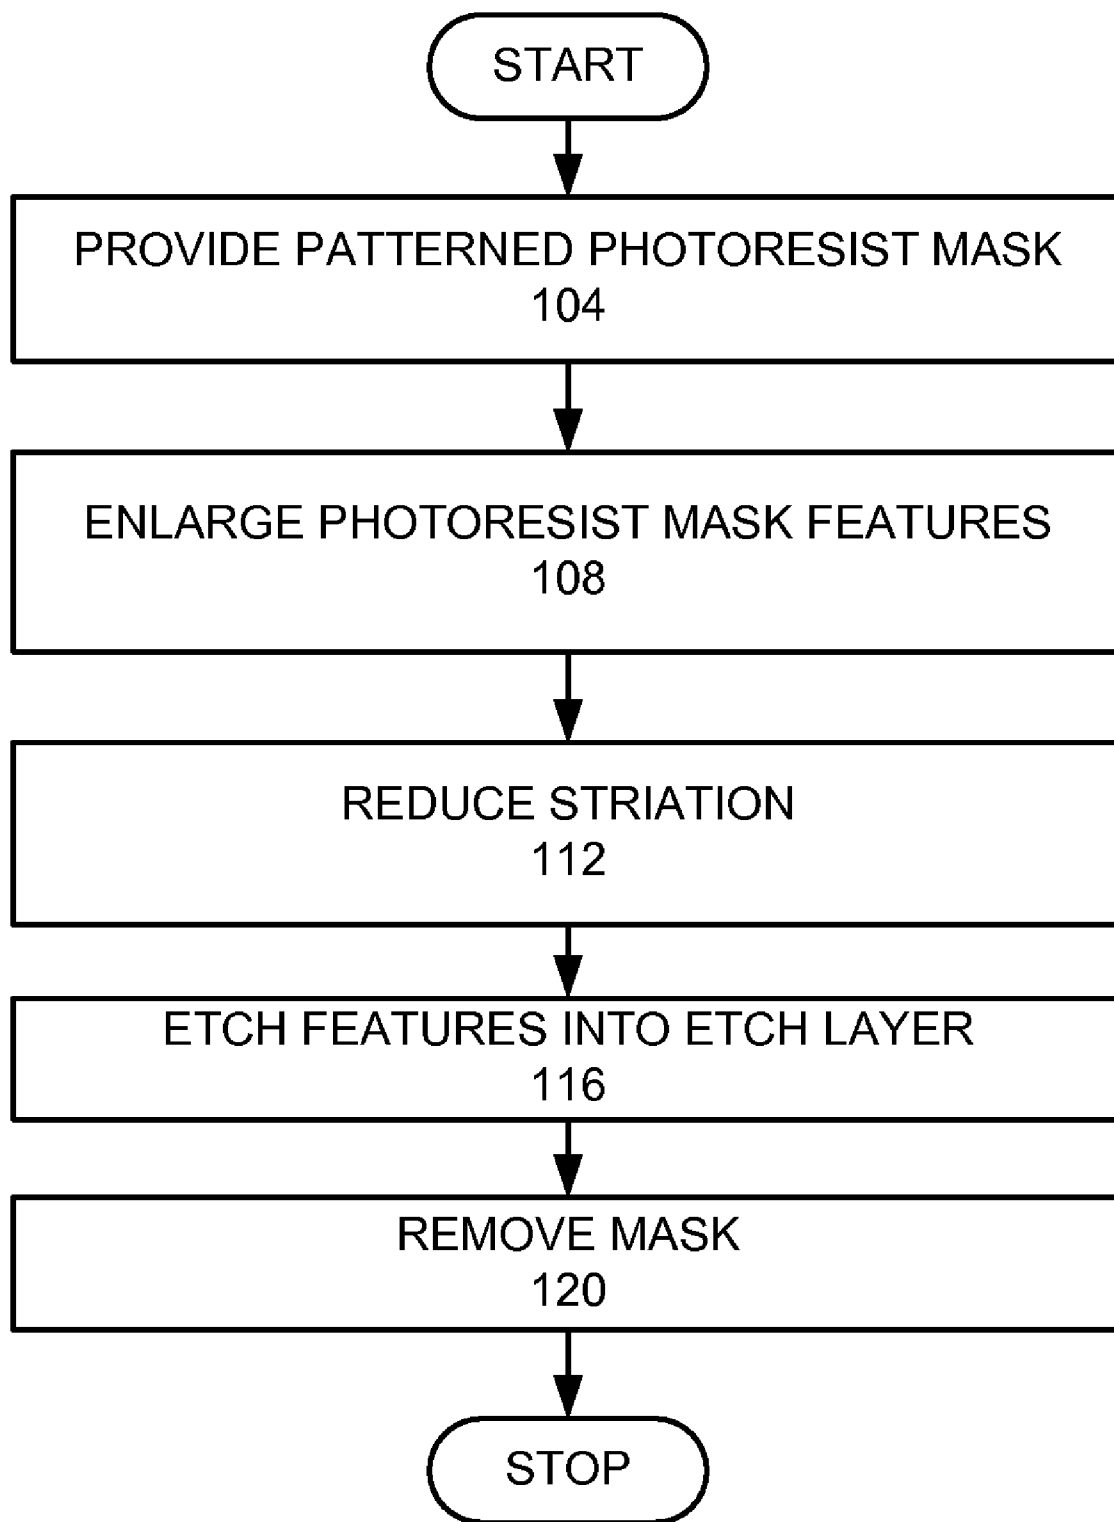 START
PROVIDE PATTERNED PHOTORESIST MASK
104
ENLARGE PHOTORESIST MASK FEATURES
108
REDUCE STRIATION
112
ETCH FEATURES INTO ETCH LAYER
116
REMOVE MASK
120
STOP